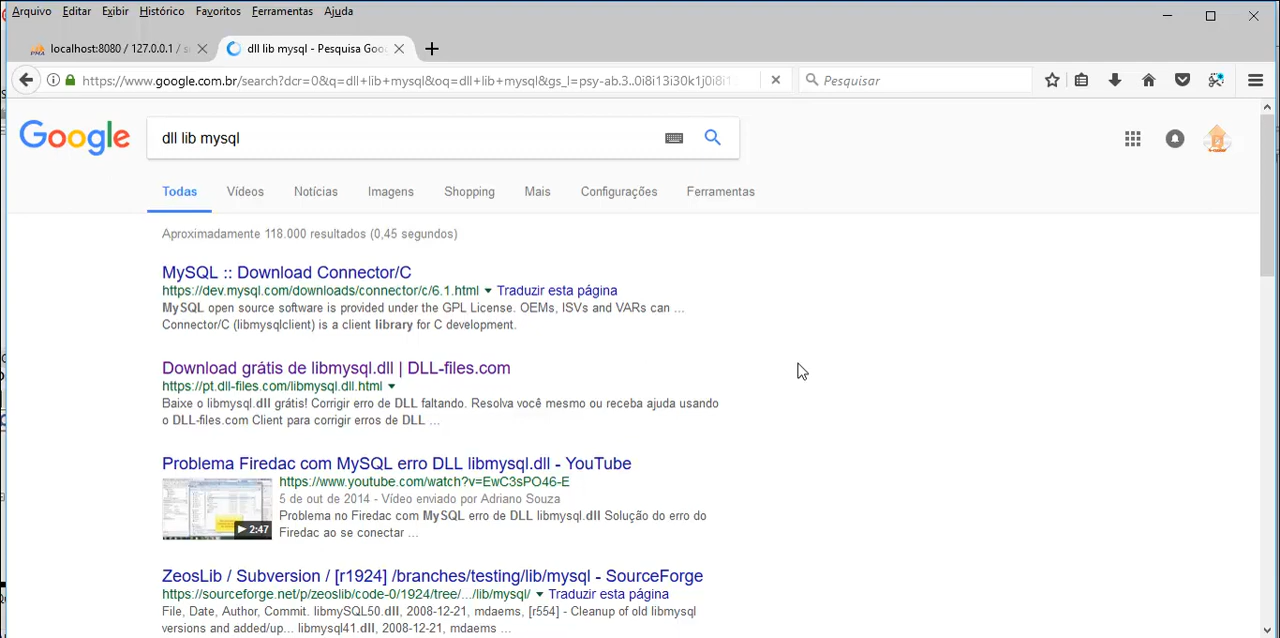 Arquivo Editar Exibir Histórico Favoritos Ferramentas Ajuda
localhost:8080 / 127.0.0.1 /
dll lib mysql - Pesquisa Goo
https://www.google.com.br/search?dcr=0&q=dll+lib+mysql&oq=dll+lib+mysql&gs_l=psy-ab.3..0i8i13i30k1j0i8i1
Pesquisar
Google
dll lib mysql
Todas Vídeos Notícias Imagens Shopping Mais Configurações Ferramentas
Aproximadamente 118.000 resultados (0,45 segundos)
MySQL :: Download Connector/C
https://dev.mysql.com/downloads/connector/c/6.1.html ▼ Traduzir esta página
MySQL open source software is provided under the GPL License. OEMs, ISVs and VARs can ...
Connector/C (libmysqlclient) is a client library for C development.
Download grátis de libmysql.dll | DLL-files.com
https://pt.dll-files.com/libmysql.dll.html ▼
Baixe o libmysql.dll grátis! Corrigir erro de DLL faltando. Resolva você mesmo ou receba ajuda usando
o DLL-files.com Client para corrigir erros de DLL ...
Problema Firedac com MySQL erro DLL libmysql.dll - YouTube
https://www.youtube.com/watch?v=EwC3sPO46-E
5 de out de 2014 - Vídeo enviado por Adriano Souza
Problema no Firedac com MySQL erro de DLL libmysql.dll Solução do erro do
Firedac ao se conectar ...
2:47
ZeosLib / Subversion / [r1924] /branches/testing/lib/mysql - SourceForge
https://sourceforge.net/p/zeoslib/code-0/1924/tree/.../lib/mysql/ ▼ Traduzir esta página
File, Date, Author, Commit. libmySQL50.dll, 2008-12-21, mdaems, [r554] - Cleanup of old libmysql
versions and added/up... libmysql41.dll, 2008-12-21, mdaems ...